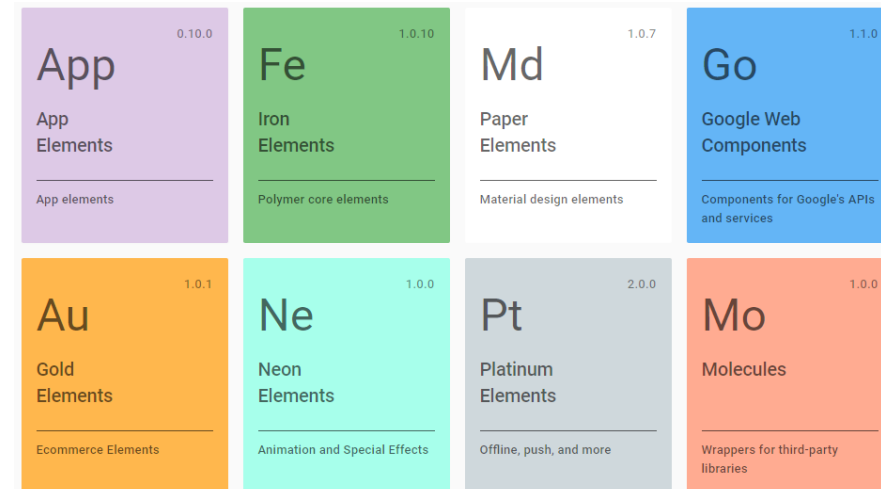 0.10.0
App
App
Elements
App elements
1.0.10
Fe
Iron
Elements
Polymer core elements
1.0.7
Md
Paper
Elements
Material design elements
1.1.0
Go
Google Web
Components
Components for Google's APIs
and services
1.0.1
Au
Gold
Elements
Ecommerce Elements
1.0.0
Ne
Neon
Elements
Animation and Special Effects
2.0.0
Pt
Platinum
Elements
Offline, push, and more
1.0.0
Mo
Molecules
Wrappers for third-party
libraries